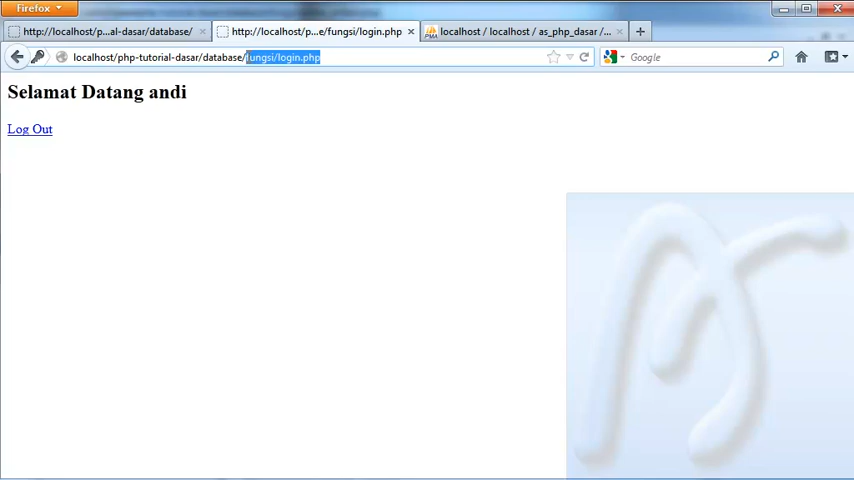 Firefox
http://localhost/p...al-dasar/database/
http://localhost/p...e/fungsi/login.php
localhost / localhost / as_php_dasar /...
localhost/php-tutorial-dasar/database/fungsi/login.php
Google
Selamat Datang andi
Log Out